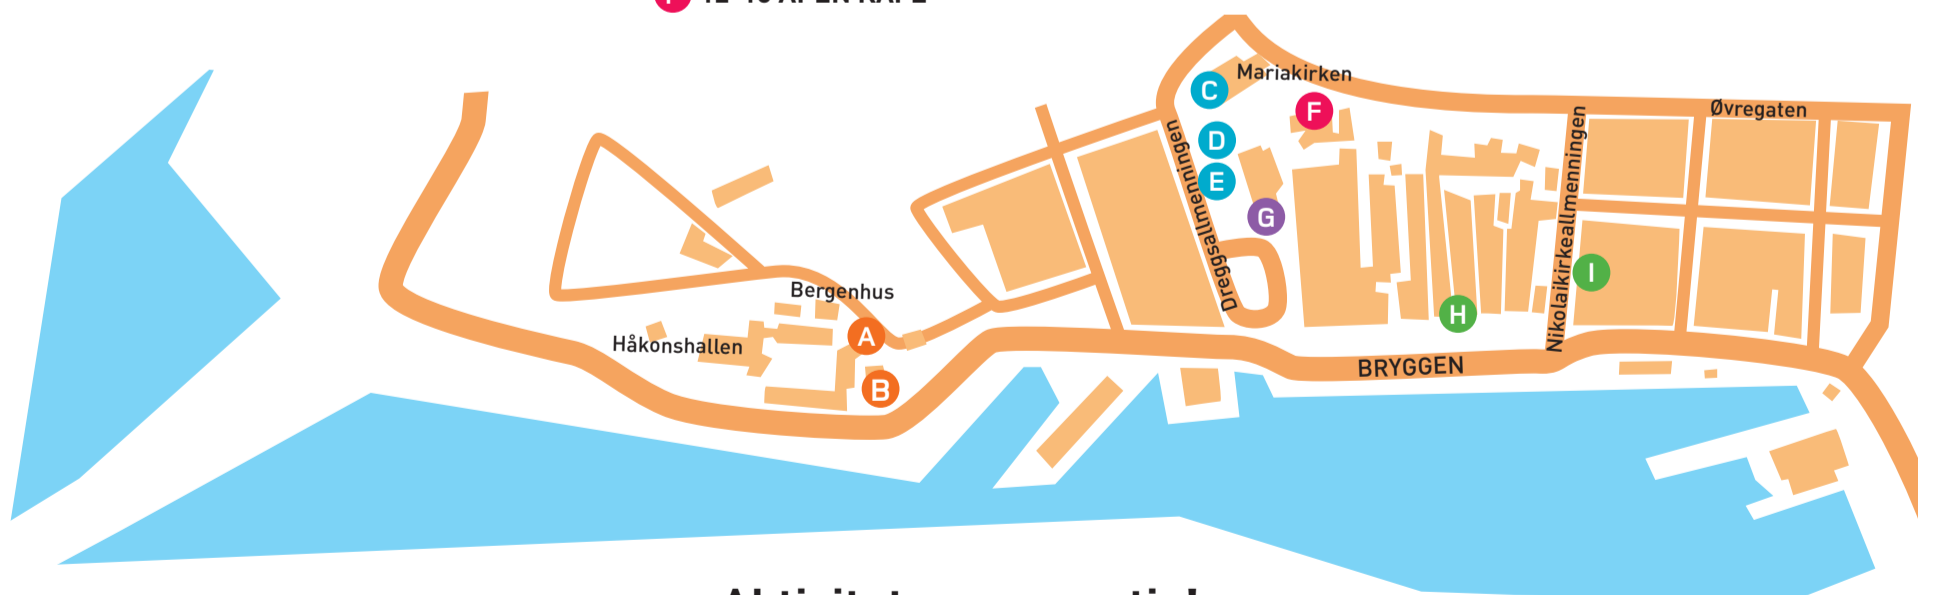 Mariakirken
C
F
Øvregaten
D
Dreggsallmenningen
E
G
Nikolaikirkeallmenningen
I
Bergenhus
H
A
Håkonshallen
BRYGGEN
B